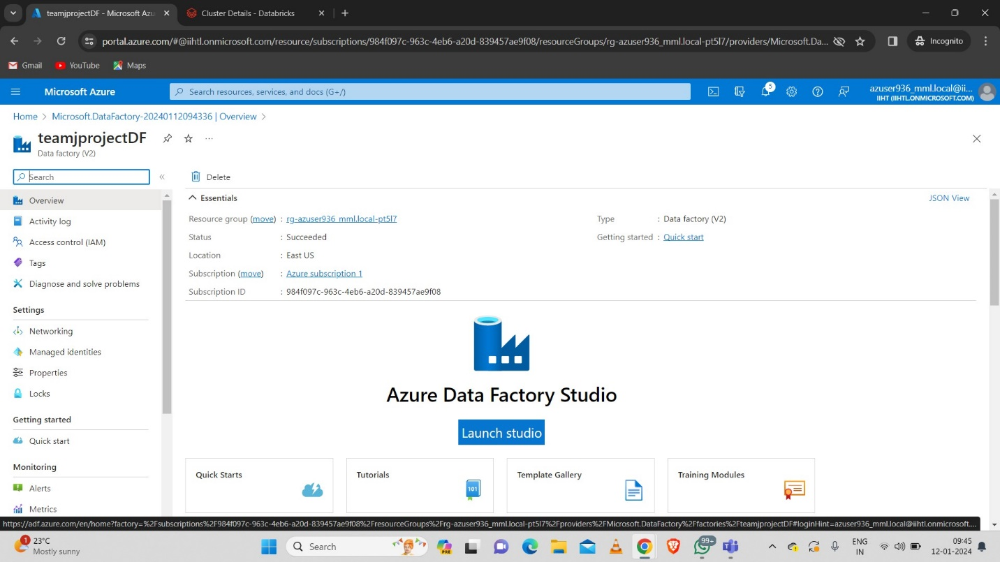 teamjprojectDF - Microsoft Azu
Cluster Details - Databricks
portal.azure.com/#@iihtl.onmicrosoft.com/resource/subscriptions/984f097c-963c-4eb6-a20d-839457ae9f08/resourceGroups/rg-azuser936_mml.local-pt5l7/providers/Microsoft.Da...
Incognito
Gmail
YouTube
Maps
Microsoft Azure
Search resources, services, and docs (G+/)
5
azuser936_mml.local@ii...
IIHT (IIHTL.ONMICROSOFT.COM)
Home > Microsoft.DataFactory-20240112094336 | Overview >
teamjprojectDF
Data factory (V2)
Search
Delete
Overview
Activity log
Access control (IAM)
Tags
Diagnose and solve problems
Settings
Networking
Managed identities
Properties
Locks
Getting started
Quick start
Monitoring
Alerts
Metrics
Essentials
JSON View
Resource group (move) : rg-azuser936_mml.local-pt5l7
Status : Succeeded
Location : East US
Subscription (move) : Azure subscription 1
Subscription ID : 984f097c-963c-4eb6-a20d-839457ae9f08
Type : Data factory (V2)
Getting started : Quick start
Azure Data Factory Studio
Launch studio
Quick Starts
Tutorials
101
Template Gallery
Training Modules
https://adf.azure.com/en/home?factory=%2Fsubscriptions%2F984f097c-963c-4eb6-a20d-839457ae9f08%2FresourceGroups%2Frg-azuser936_mml.local-pt5l7%2Fproviders%2FMicrosoft.DataFactory%2Ffactories%2FteamjprojectDF#loginHint=azuser936_mml.local@iihtl.onmicrosoft....
1
23°C
Mostly sunny
Search
PRE
99+
ENG
IN
09:45
12-01-2024